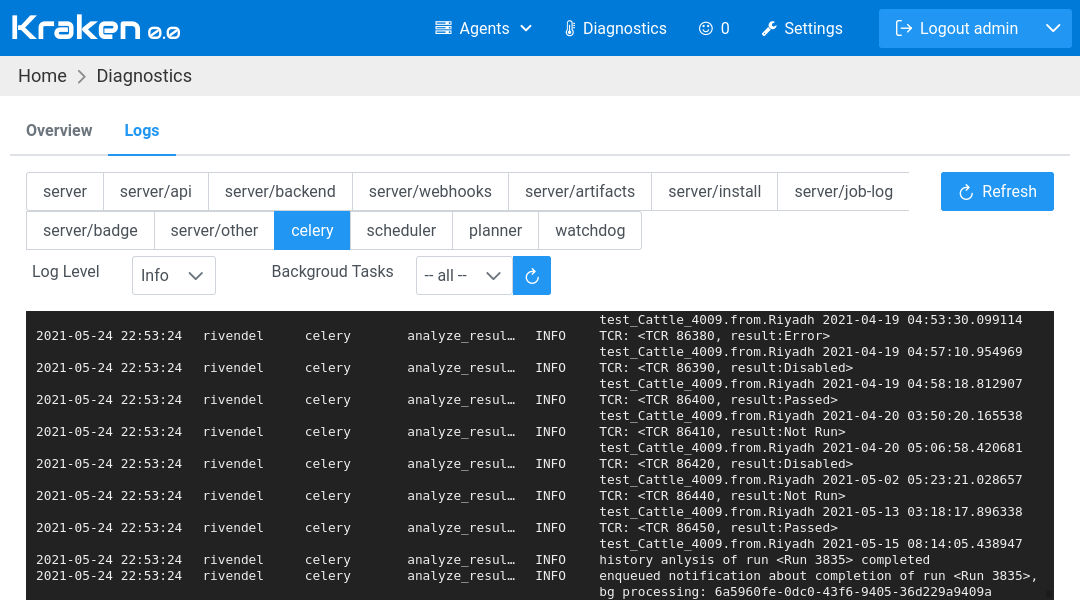 Kraken 0.0 Agents Diagnostics 0 Settings Logout admin
Home > Diagnostics
Overview Logs
server server/api server/backend server/webhooks server/artifacts server/install server/job-log Refresh
server/badge server/other celery scheduler planner watchdog
Log Level Info Backgroud Tasks -- all --
test_Cattle_4009.from.Riyadh 2021-04-19 04:53:30.099114
2021-05-24 22:53:24 rivendel celery analyze_resul… INFO TCR: <TCR 86380, result:Error>
test_Cattle_4009.from.Riyadh 2021-04-19 04:57:10.954969
2021-05-24 22:53:24 rivendel celery analyze_resul… INFO TCR: <TCR 86390, result:Disabled>
test_Cattle_4009.from.Riyadh 2021-04-19 04:58:18.812907
2021-05-24 22:53:24 rivendel celery analyze_resul… INFO TCR: <TCR 86400, result:Passed>
test_Cattle_4009.from.Riyadh 2021-04-20 03:50:20.165538
2021-05-24 22:53:24 rivendel celery analyze_resul… INFO TCR: <TCR 86410, result:Not Run>
test_Cattle_4009.from.Riyadh 2021-04-20 05:06:58.420681
2021-05-24 22:53:24 rivendel celery analyze_resul… INFO TCR: <TCR 86420, result:Disabled>
test_Cattle_4009.from.Riyadh 2021-05-02 05:23:21.028657
2021-05-24 22:53:24 rivendel celery analyze_resul… INFO TCR: <TCR 86440, result:Not Run>
test_Cattle_4009.from.Riyadh 2021-05-13 03:18:17.896338
2021-05-24 22:53:24 rivendel celery analyze_resul… INFO TCR: <TCR 86450, result:Passed>
test_Cattle_4009.from.Riyadh 2021-05-15 08:14:05.438947
2021-05-24 22:53:24 rivendel celery analyze_resul… INFO history anlysis of run <Run 3835> completed
2021-05-24 22:53:24 rivendel celery analyze_resul… INFO enqueued notification about completion of run <Run 3835>,
bg processing: 6a5960fe-0dc0-43f6-9405-36d229a9409a